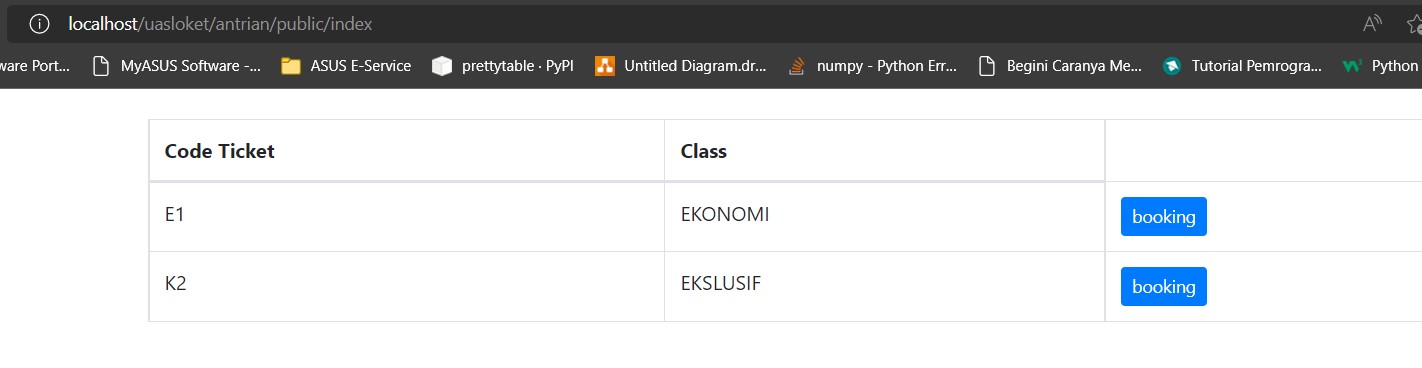 localhost/uasloket/antrian/public/index
ware Port... MyASUS Software -... ASUS E-Service prettytable · PyPI Untitled Diagram.dr... numpy - Python Err... Begini Caranya Me... Tutorial Pemrogra... Python
Code Ticket Class
E1 EKONOMI booking
K2 EKSLUSIF booking